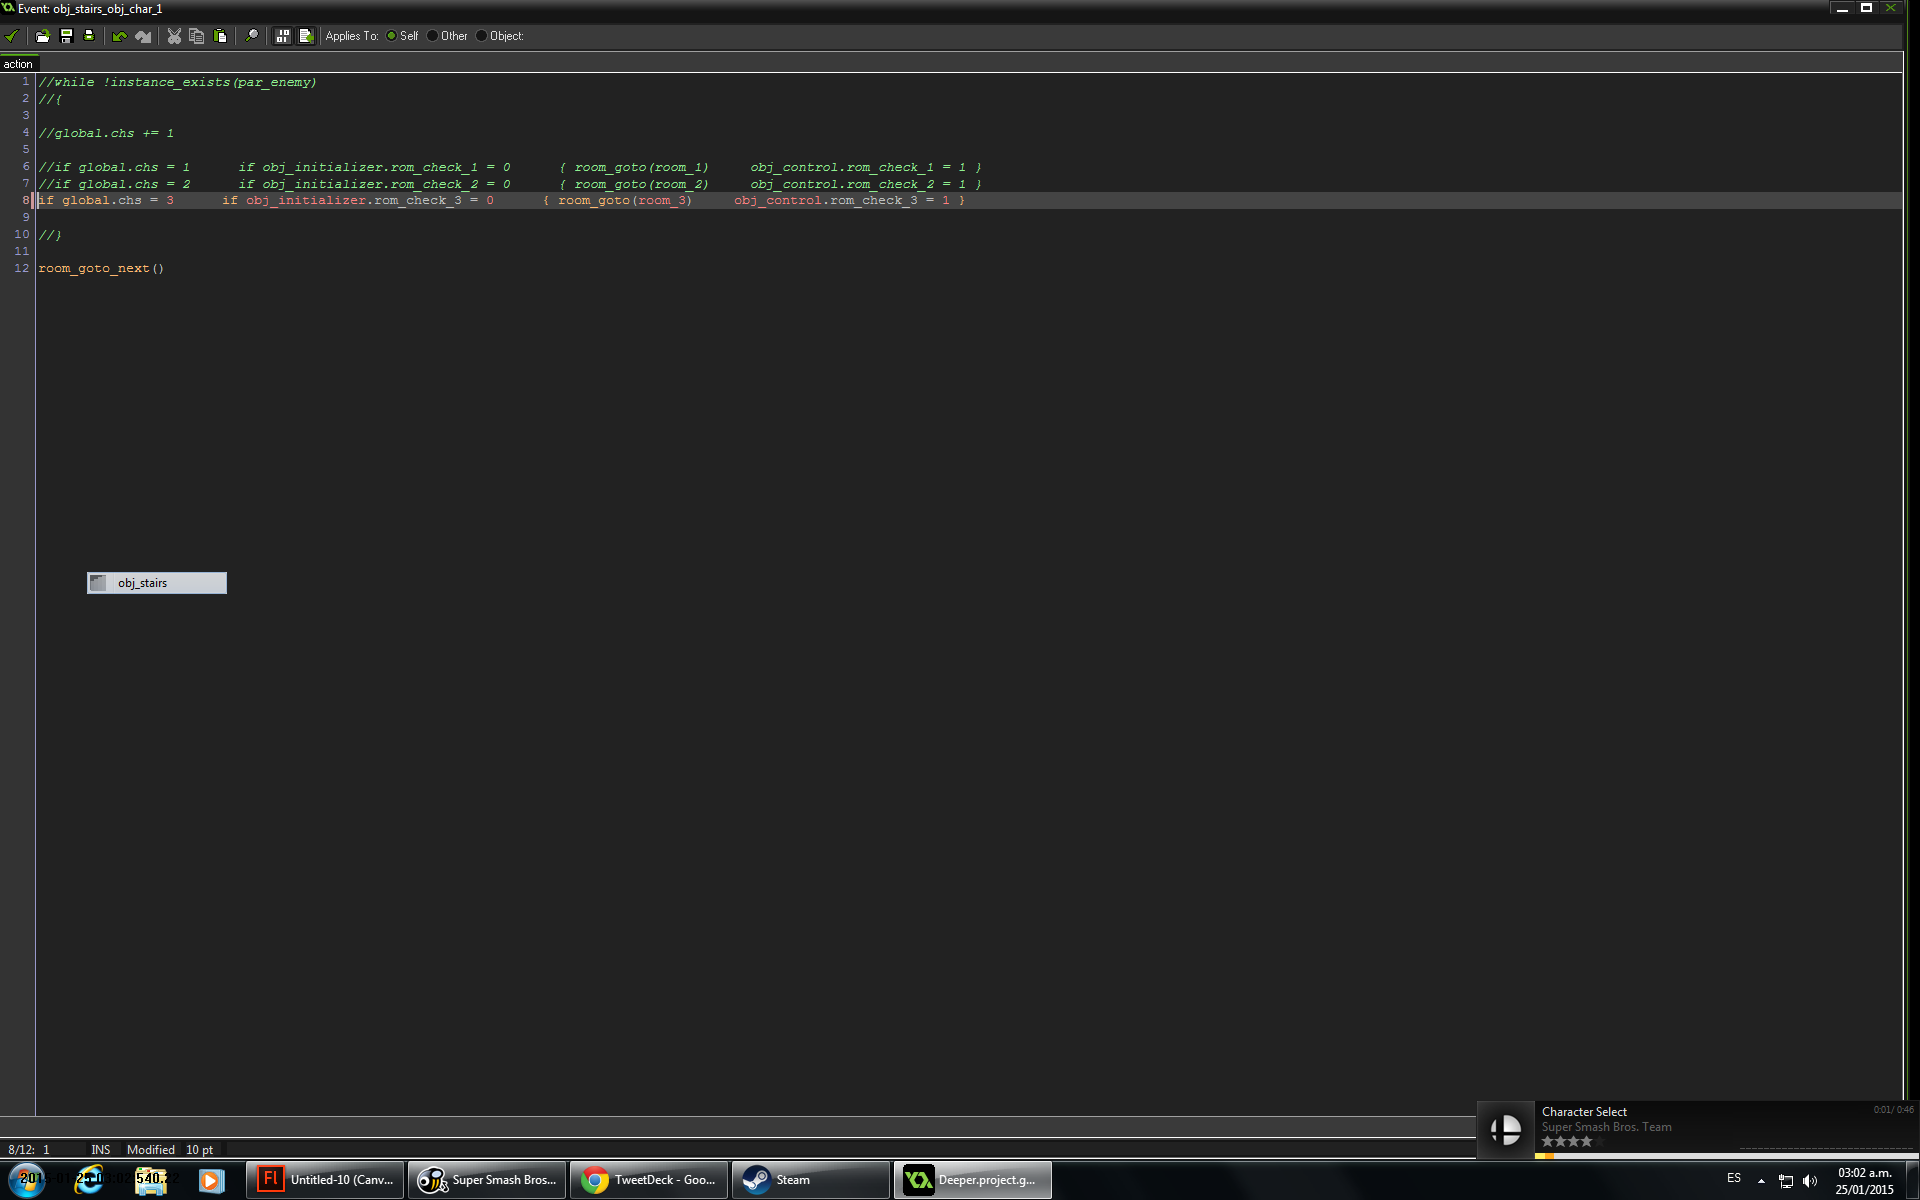 Event: obj_stairs_obj_char_1
Applies To: Self Other Object:
action
1 //while !instance_exists(par_enemy)
2 //{
3
4 //global.chs += 1
5
6 //if global.chs = 1 if obj_initializer.rom_check_1 = 0 { room_goto(room_1) obj_control.rom_check_1 = 1 }
7 //if global.chs = 2 if obj_initializer.rom_check_2 = 0 { room_goto(room_2) obj_control.rom_check_2 = 1 }
8 if global.chs = 3 if obj_initializer.rom_check_3 = 0 { room_goto(room_3) obj_control.rom_check_3 = 1 }
9
10 //}
11
12 room_goto_next()
obj_stairs
Character Select 0:01/ 0:46
Super Smash Bros. Team
8/12: 1 INS Modified 10 pt
Fl Untitled-10 (Canv... Super Smash Bros... TweetDeck - Goo... Steam Deeper.project.g... ES 03:02 a.m.
25/01/2015